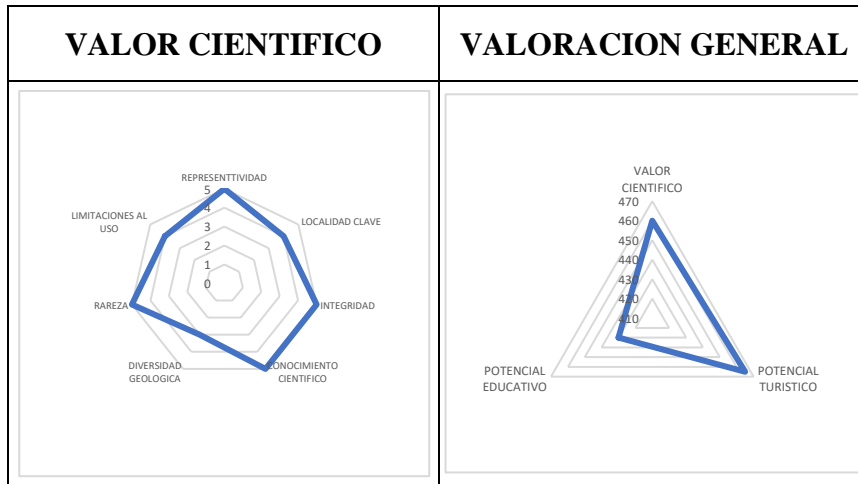 VALOR CIENTIFICO
VALORACION GENERAL
REPRESENTTIVIDAD
5
4
3
2
1
0
LOCALIDAD CLAVE
INTEGRIDAD
CONOCIMIENTO
CIENTIFICO
DIVERSIDAD
GEOLOGICA
RAREZA
LIMITACIONES AL
USO
VALOR
CIENTIFICO
470
460
450
440
430
420
410
POTENCIAL
TURISTICO
POTENCIAL
EDUCATIVO